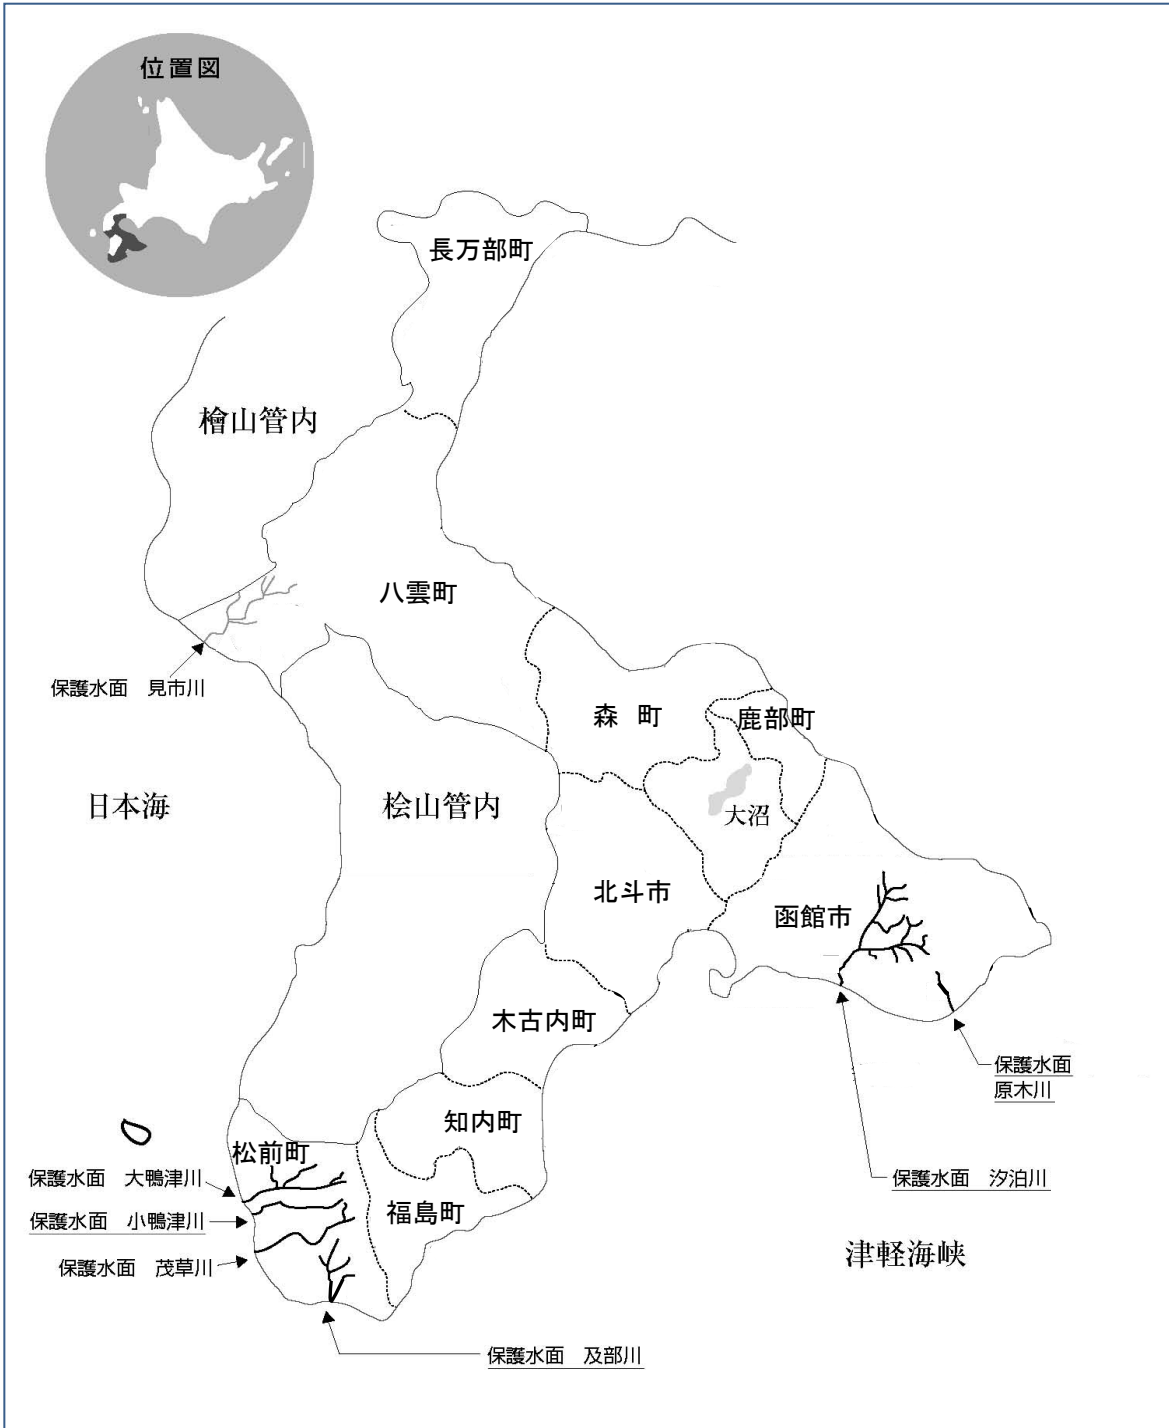 位置図
長万部町
檜山管内
八雲町
保護水面　見市川
森　町
鹿部町
日本海
桧山管内
大沼
北斗市
函館市
木古内町
保護水面
原木川
知内町
松前町
保護水面　大鴨津川
保護水面　汐泊川
福島町
保護水面　小鴨津川
津軽海峡
保護水面　茂草川
保護水面　及部川